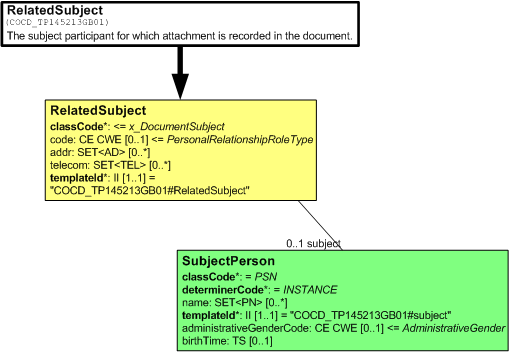 RelatedSubject
(COCD_TP145213GB01)
The subject participant for which attachment is recorded in the document.
RelatedSubject
classCode*: <= x_DocumentSubject
code: CE CWE [0..1] <= PersonalRelationshipRoleType
addr: SET<AD> [0..*]
telecom: SET<TEL> [0..*]
templateId*: II [1..1] =
"COCD_TP145213GB01#RelatedSubject"
0..1 subject
SubjectPerson
classCode*: = PSN
determinerCode*: = INSTANCE
name: SET<PN> [0..*]
templateId*: II [1..1] = "COCD_TP145213GB01#subject"
administrativeGenderCode: CE CWE [0..1] <= AdministrativeGender
birthTime: TS [0..1]